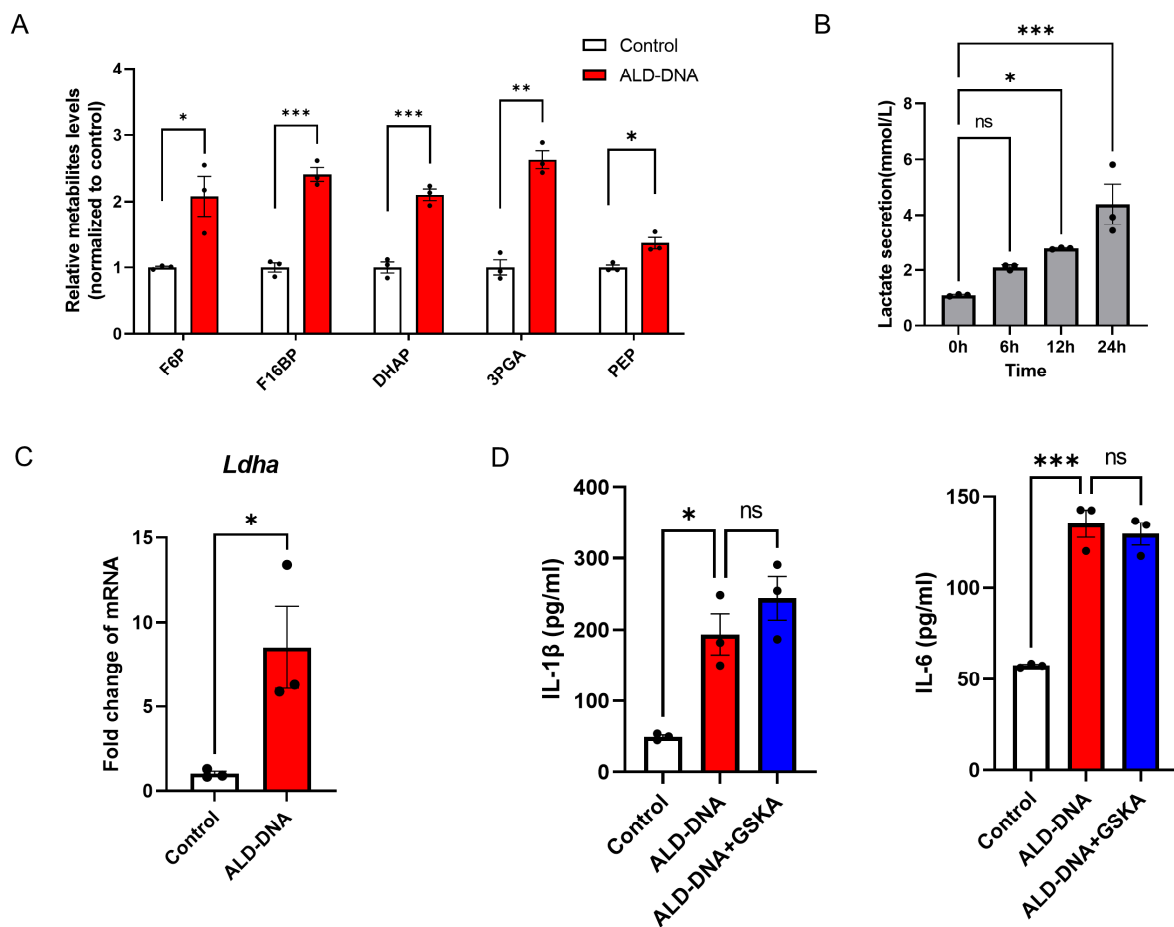 A
Control
ALD-DNA
Relative metabilites levels
(normalized to control)
4
3
2
1
0
*
***
***
**
*
F6P
F16BP
DHAP
3PGA
PEP
B
***
*
ns
Lactate secretion(mmol/L)
8
6
4
2
0
0h
6h
12h
24h
Time
C
Ldha
*
Fold change of mRNA
15
10
5
0
Control
ALD-DNA
D
*
ns
IL-1β (pg/ml)
400
300
200
100
0
Control
ALD-DNA
ALD-DNA+GSKA
***
ns
IL-6 (pg/ml)
150
100
50
0
Control
ALD-DNA
ALD-DNA+GSKA